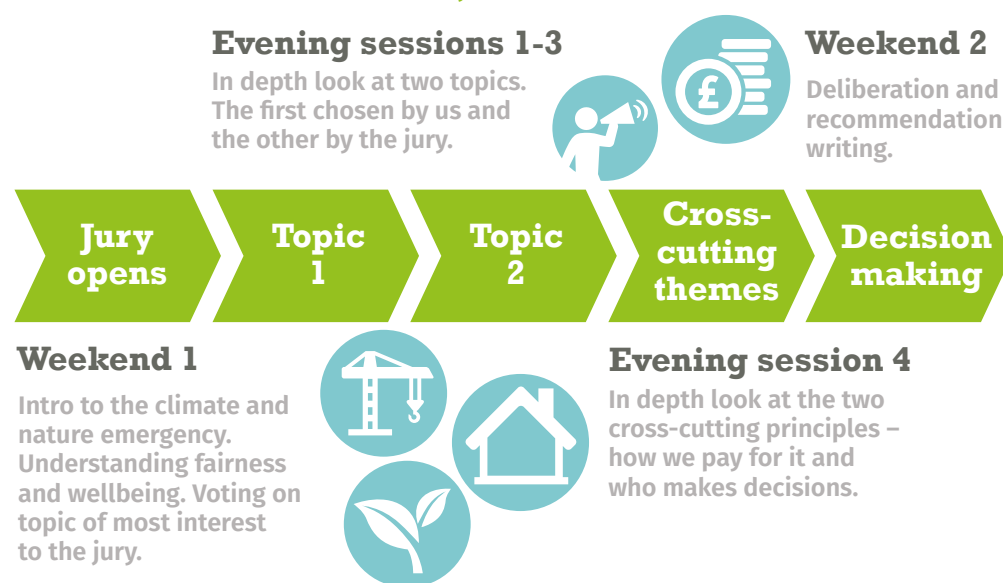 Evening sessions 1-3
In depth look at two topics.
The first chosen by us and
the other by the jury.
£
Weekend 2
Deliberation and
recommendation
writing.
Jury
opens
Topic
1
Topic
2
Cross-
cutting
themes
Decision
making
Weekend 1
Intro to the climate and
nature emergency.
Understanding fairness
and wellbeing. Voting on
topic of most interest
to the jury.
Evening session 4
In depth look at the two
cross-cutting principles –
how we pay for it and
who makes decisions.